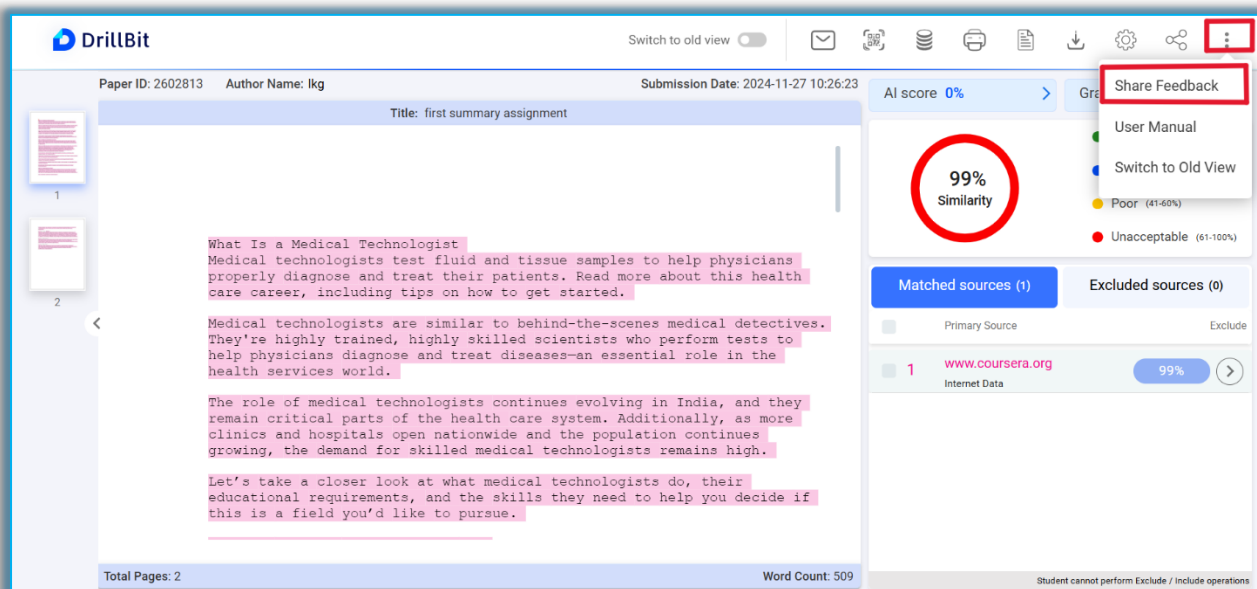 DrillBit
Switch to old view
Paper ID: 2602813 Author Name: lkg Submission Date: 2024-11-27 10:26:23
Title: first summary assignment
1
2
What Is a Medical Technologist
Medical technologists test fluid and tissue samples to help physicians
properly diagnose and treat their patients. Read more about this health
care career, including tips on how to get started.
Medical technologists are similar to behind-the-scenes medical detectives.
They're highly trained, highly skilled scientists who perform tests to
help physicians diagnose and treat diseases—an essential role in the
health services world.
The role of medical technologists continues evolving in India, and they
remain critical parts of the health care system. Additionally, as more
clinics and hospitals open nationwide and the population continues
growing, the demand for skilled medical technologists remains high.
Let's take a closer look at what medical technologists do, their
educational requirements, and the skills they need to help you decide if
this is a field you'd like to pursue.
Total Pages: 2 Word Count: 509
AI score 0%
Gra
Share Feedback
User Manual
Switch to Old View
99%
Similarity
Poor (41-60%)
Unacceptable (61-100%)
Matched sources (1) Excluded sources (0)
Primary Source Exclude
1 www.coursera.org 99%
Internet Data
Student cannot perform Exclude / Include operations